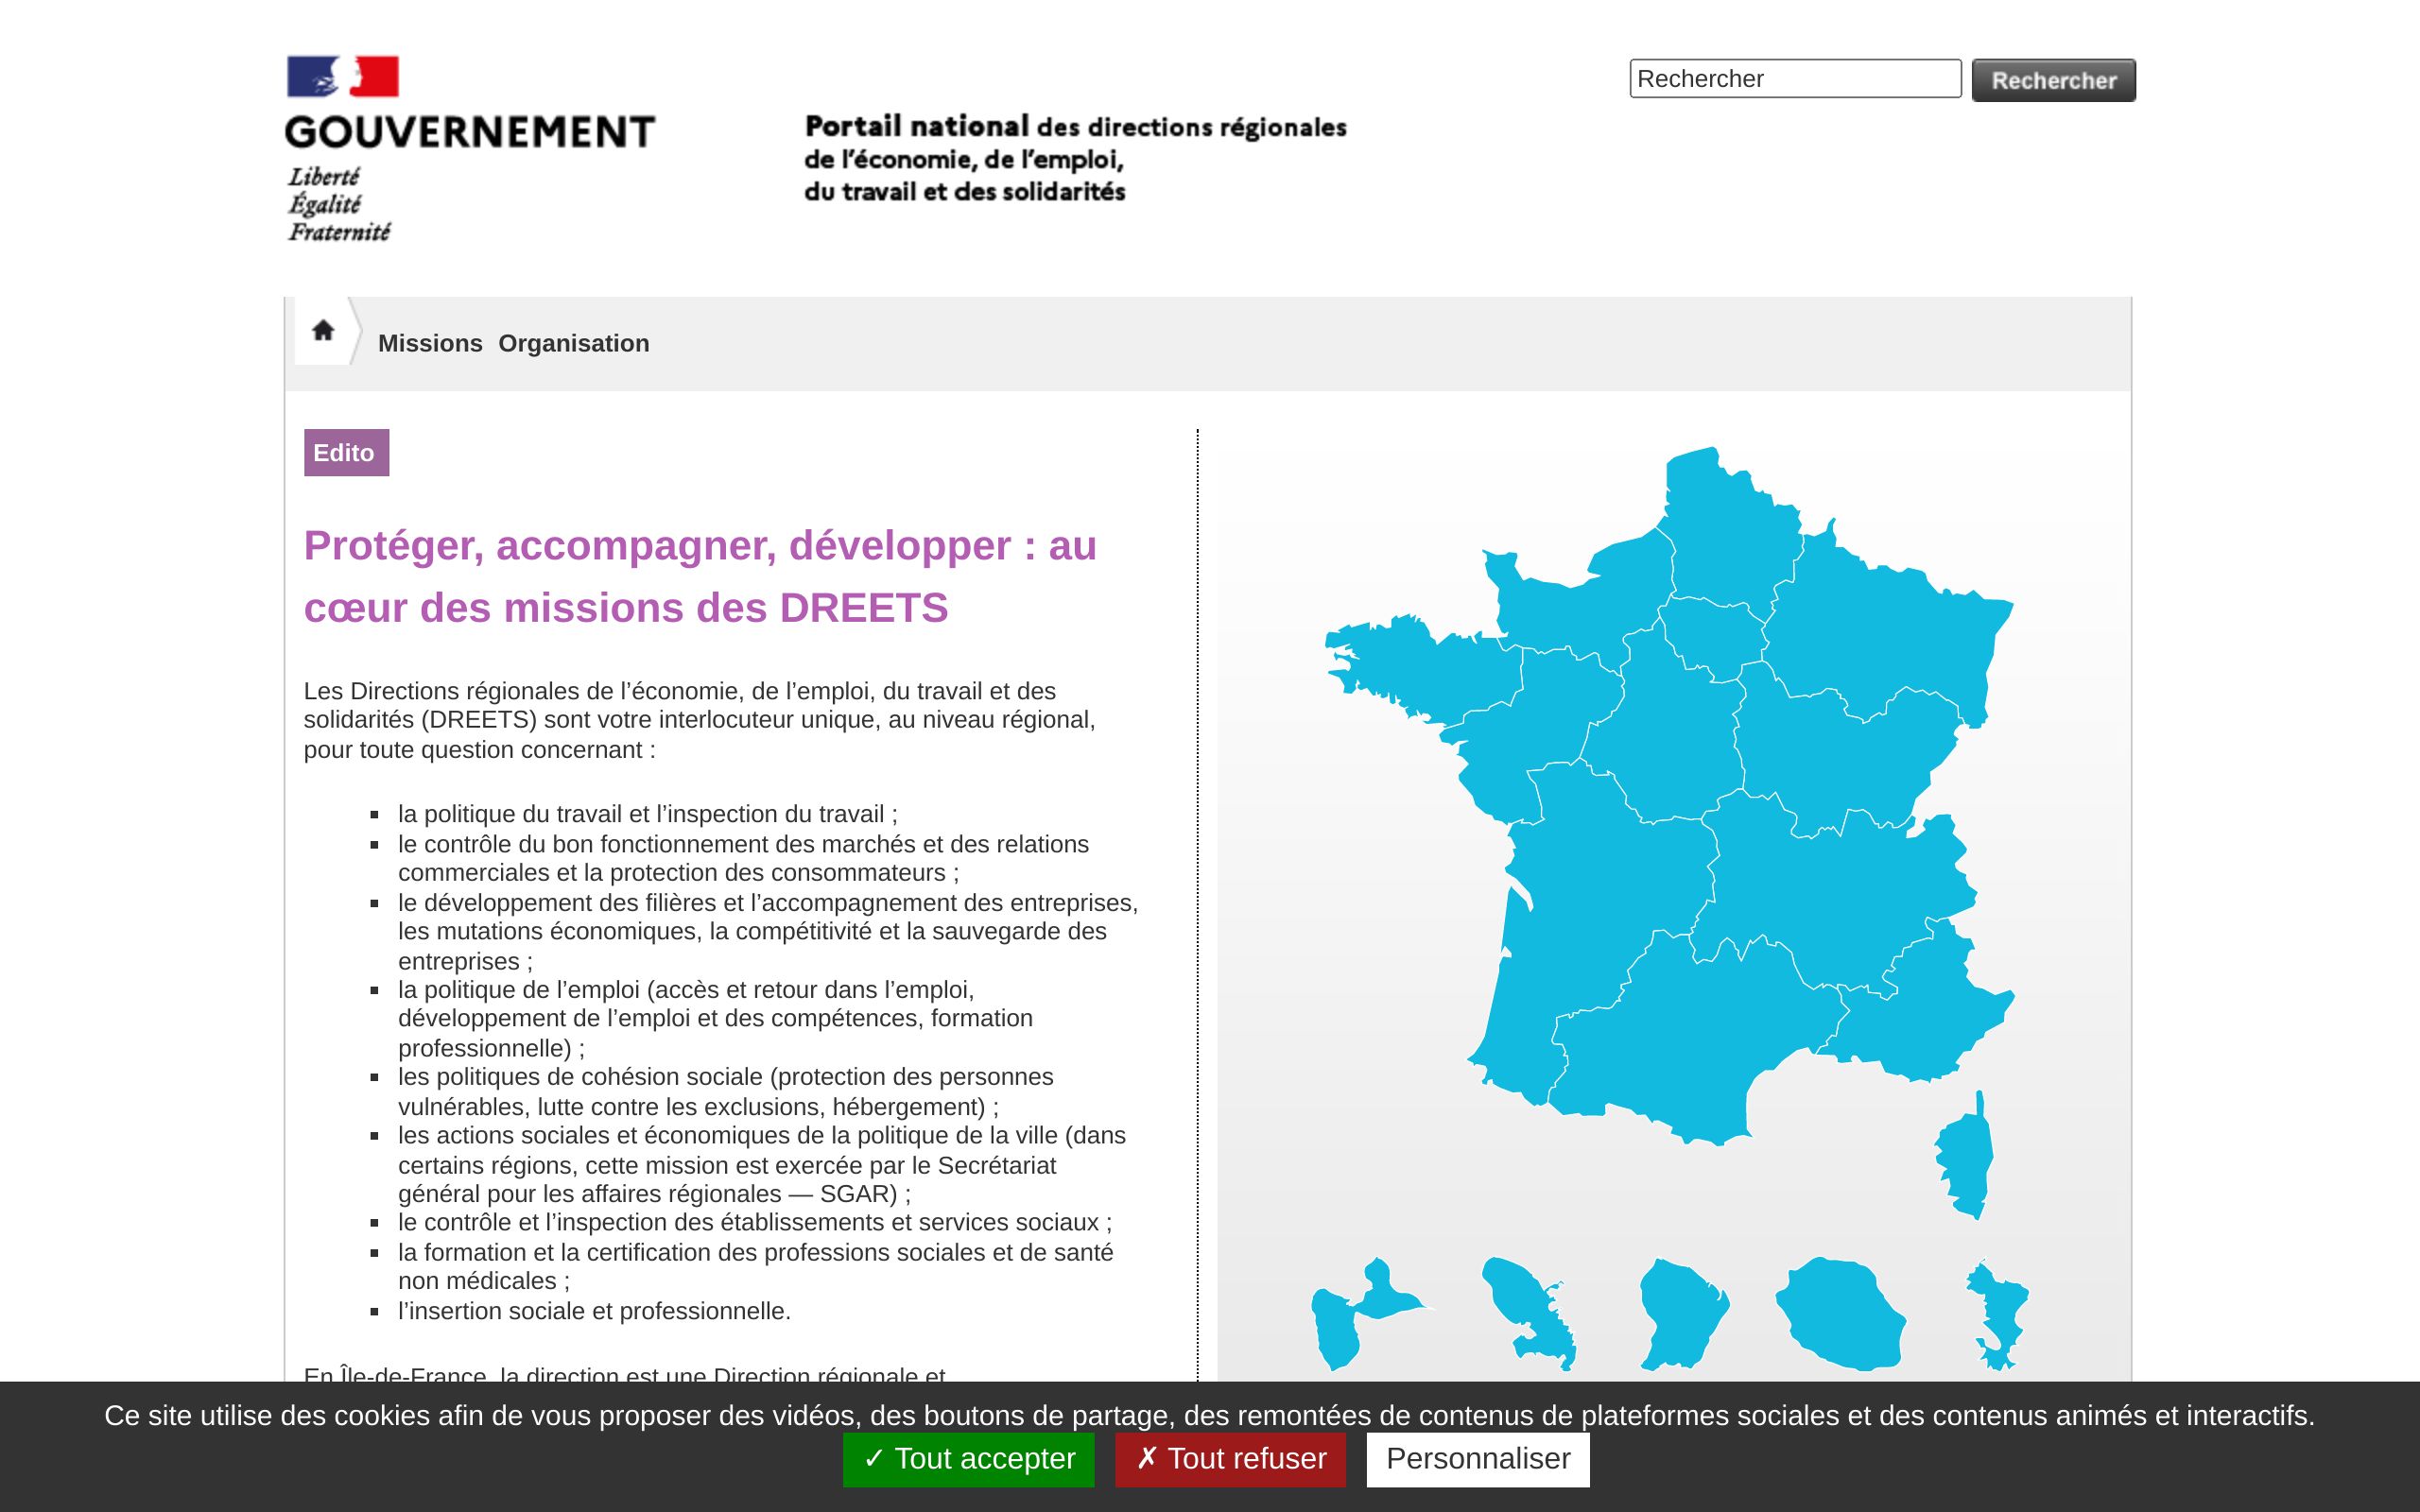 GOUVERNEMENT
Liberté
Égalité
Fraternité
Portail national des directions régionales
de l’économie, de l’emploi,
du travail et des solidarités
Rechercher
Rechercher
Missions Organisation
Edito
Protéger, accompagner, développer : au
cœur des missions des DREETS
Les Directions régionales de l’économie, de l’emploi, du travail et des
solidarités (DREETS) sont votre interlocuteur unique, au niveau régional,
pour toute question concernant :
la politique du travail et l’inspection du travail ;
le contrôle du bon fonctionnement des marchés et des relations
commerciales et la protection des consommateurs ;
le développement des filières et l’accompagnement des entreprises,
les mutations économiques, la compétitivité et la sauvegarde des
entreprises ;
la politique de l’emploi (accès et retour dans l’emploi,
développement de l’emploi et des compétences, formation
professionnelle) ;
les politiques de cohésion sociale (protection des personnes
vulnérables, lutte contre les exclusions, hébergement) ;
les actions sociales et économiques de la politique de la ville (dans
certains régions, cette mission est exercée par le Secrétariat
général pour les affaires régionales — SGAR) ;
le contrôle et l’inspection des établissements et services sociaux ;
la formation et la certification des professions sociales et de santé
non médicales ;
l’insertion sociale et professionnelle.
En Île-de-France, la direction est une Direction régionale et
Ce site utilise des cookies afin de vous proposer des vidéos, des boutons de partage, des remontées de contenus de plateformes sociales et des contenus animés et interactifs.
✓ Tout accepter
✗ Tout refuser
Personnaliser